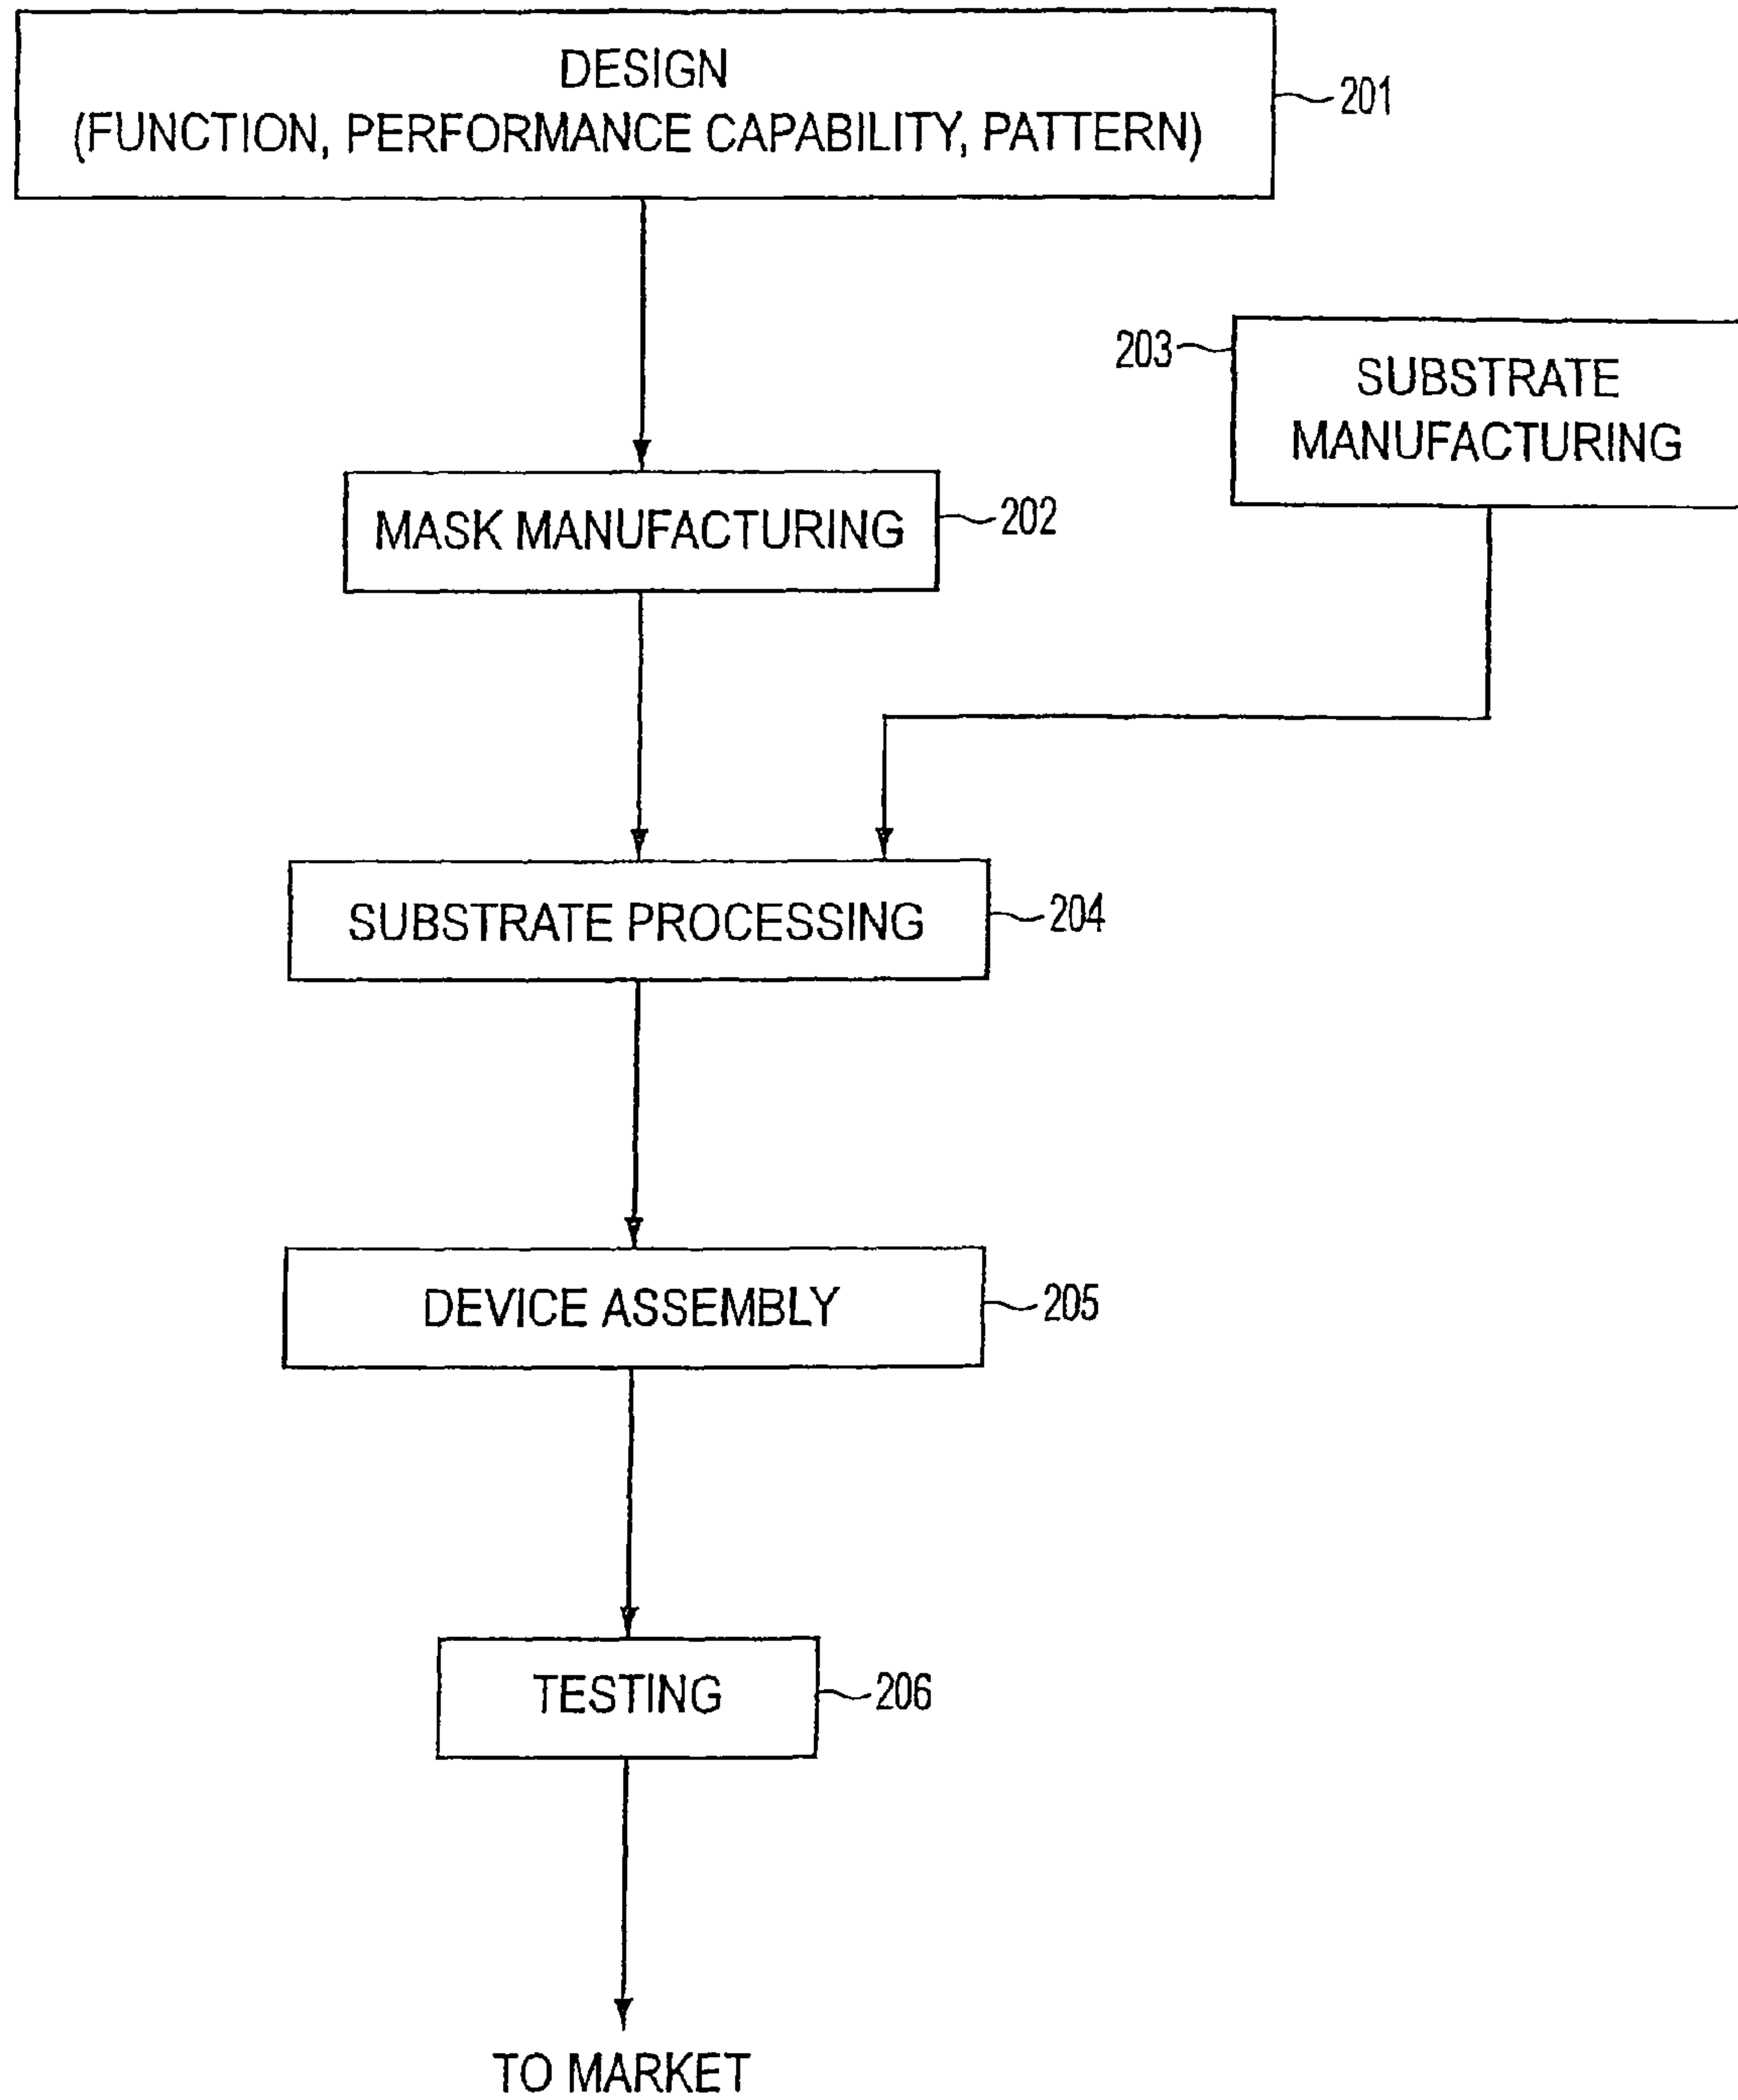 DESIGN
(FUNCTION, PERFORMANCE CAPABILITY, PATTERN)
201
203
SUBSTRATE
MANUFACTURING
MASK MANUFACTURING
202
SUBSTRATE PROCESSING
204
DEVICE ASSEMBLY
205
TESTING
206
TO MARKET